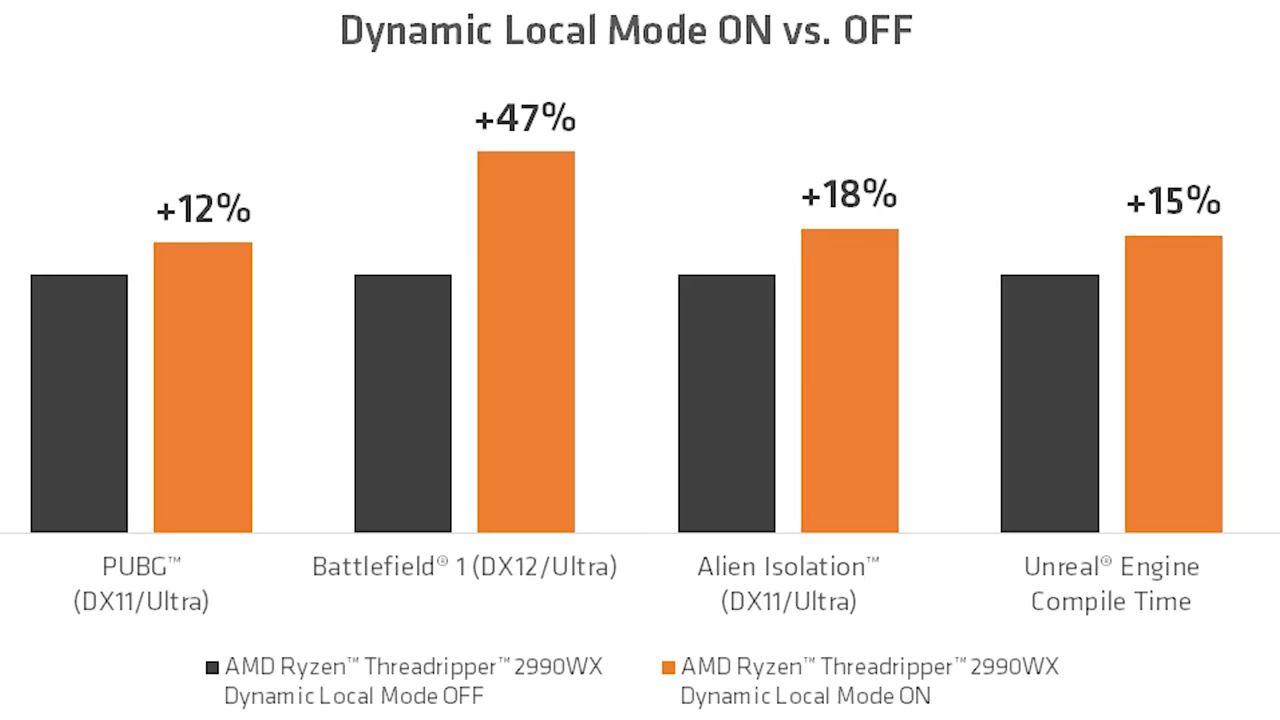 Dynamic Local Mode ON vs. OFF
+12%
+47%
+18%
+15%
PUBG™
(DX11/Ultra)
Battlefield® 1 (DX12/Ultra)
Alien Isolation™
(DX11/Ultra)
Unreal® Engine
Compile Time
AMD Ryzen™ Threadripper™ 2990WX
Dynamic Local Mode OFF
AMD Ryzen™ Threadripper™ 2990WX
Dynamic Local Mode ON